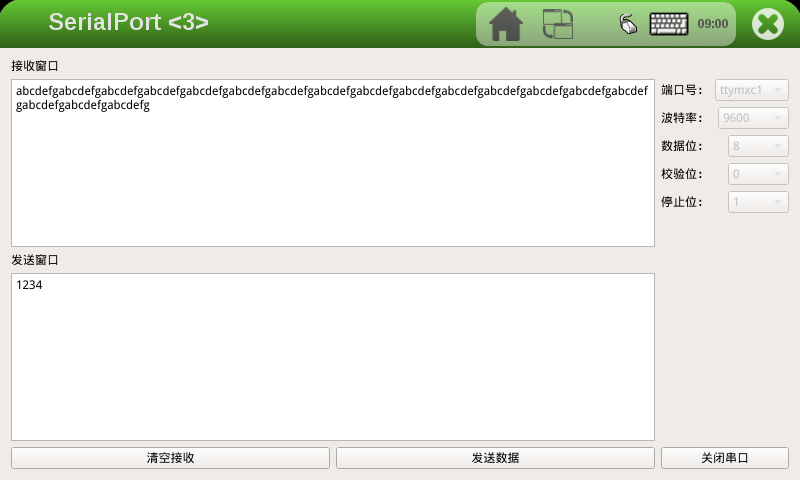 SerialPort <3>
09:00
接收窗口
abcdefgabcdefgabcdefgabcdefgabcdefgabcdefgabcdefgabcdefgabcdefgabcdefgabcdefgabcdefgabcdefgabcdefgabcdef
gabcdefgabcdefgabcdefg
端口号: ttymxc1
波特率: 9600
数据位: 8
校验位: 0
停止位: 1
发送窗口
1234
清空接收
发送数据
关闭串口